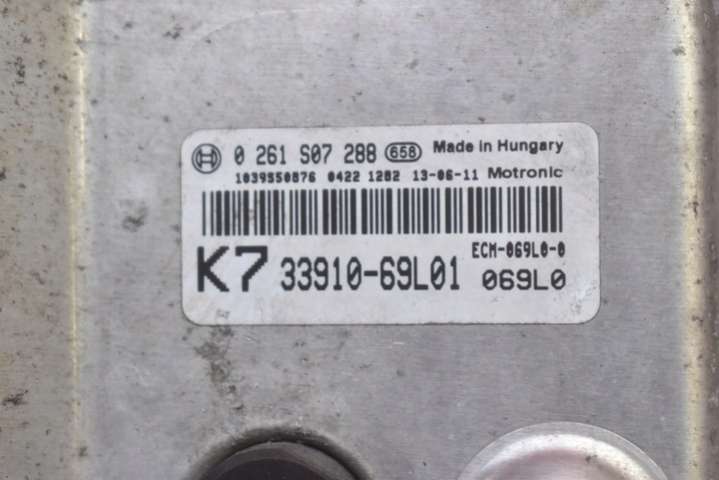 0 261 S07 288 658 Made in Hungary
1039S50876 0422 1282 13-06-11 Motronic
K7 33910-69L01 ECM-069L0-0
069L0